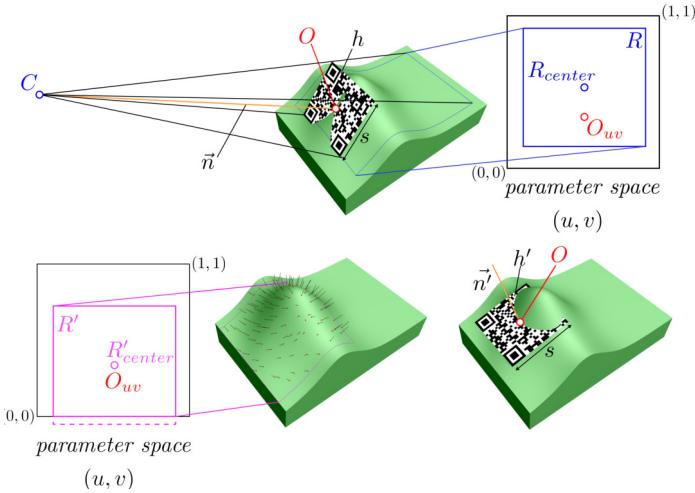 (1, 1)
O
h
R
C
R_center
s
O_uv
n⃗
(0, 0)
parameter space
(u, v)
(1, 1)
O
h′
n⃗′
R′
R′_center
s
O_uv
(0, 0)
parameter space
(u, v)